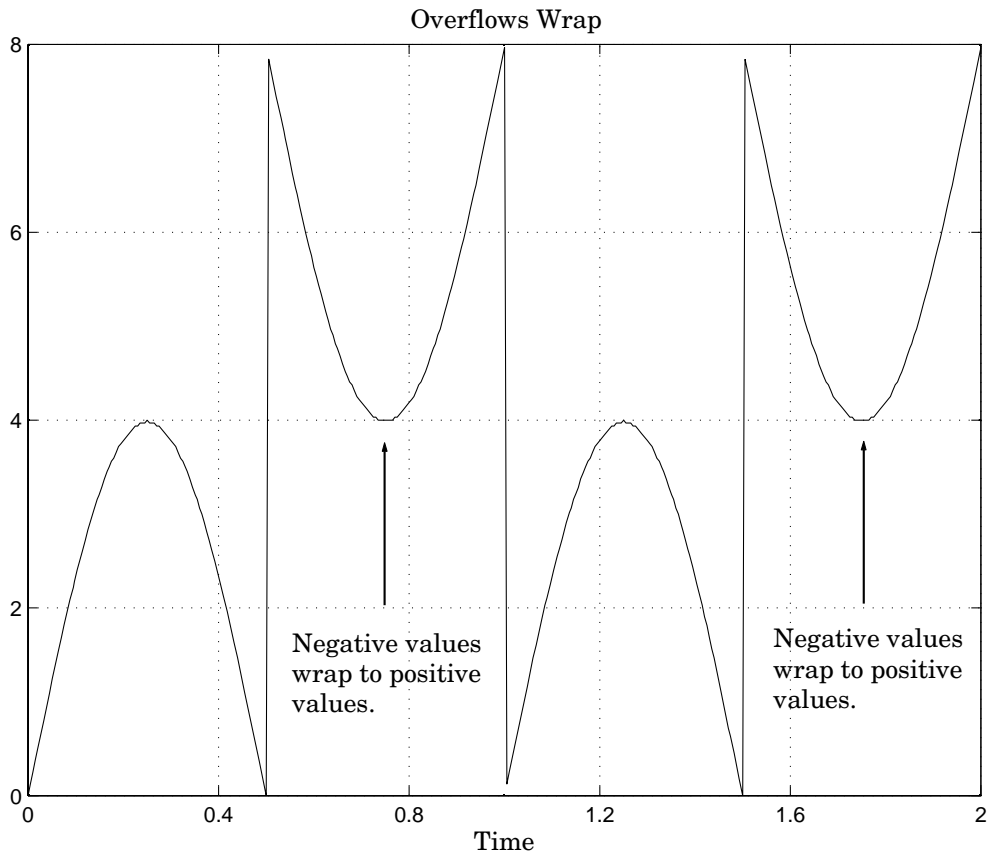 Overflows Wrap
8
6
4
2
0
Negative values
wrap to positive
values.
Negative values
wrap to positive
values.
0
0.4
0.8
1.2
1.6
2
Time